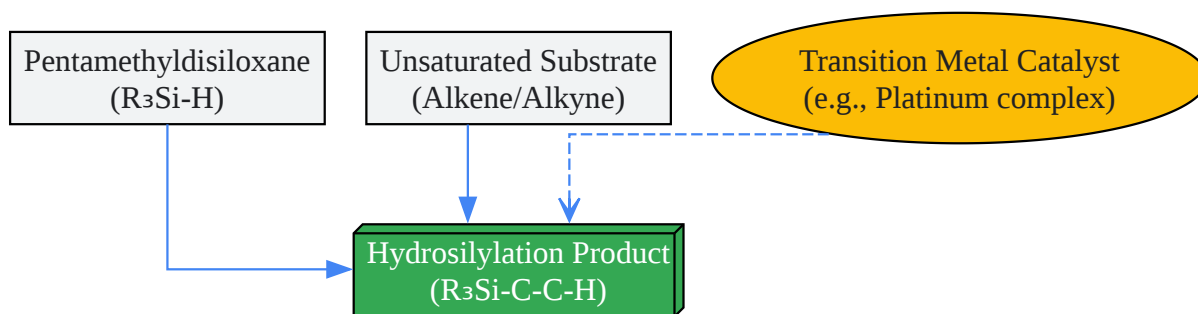 Pentamethyldisiloxane
(R₃Si-H)
Unsaturated Substrate
(Alkene/Alkyne)
Transition Metal Catalyst
(e.g., Platinum complex)
Hydrosilylation Product
(R₃Si-C-C-H)